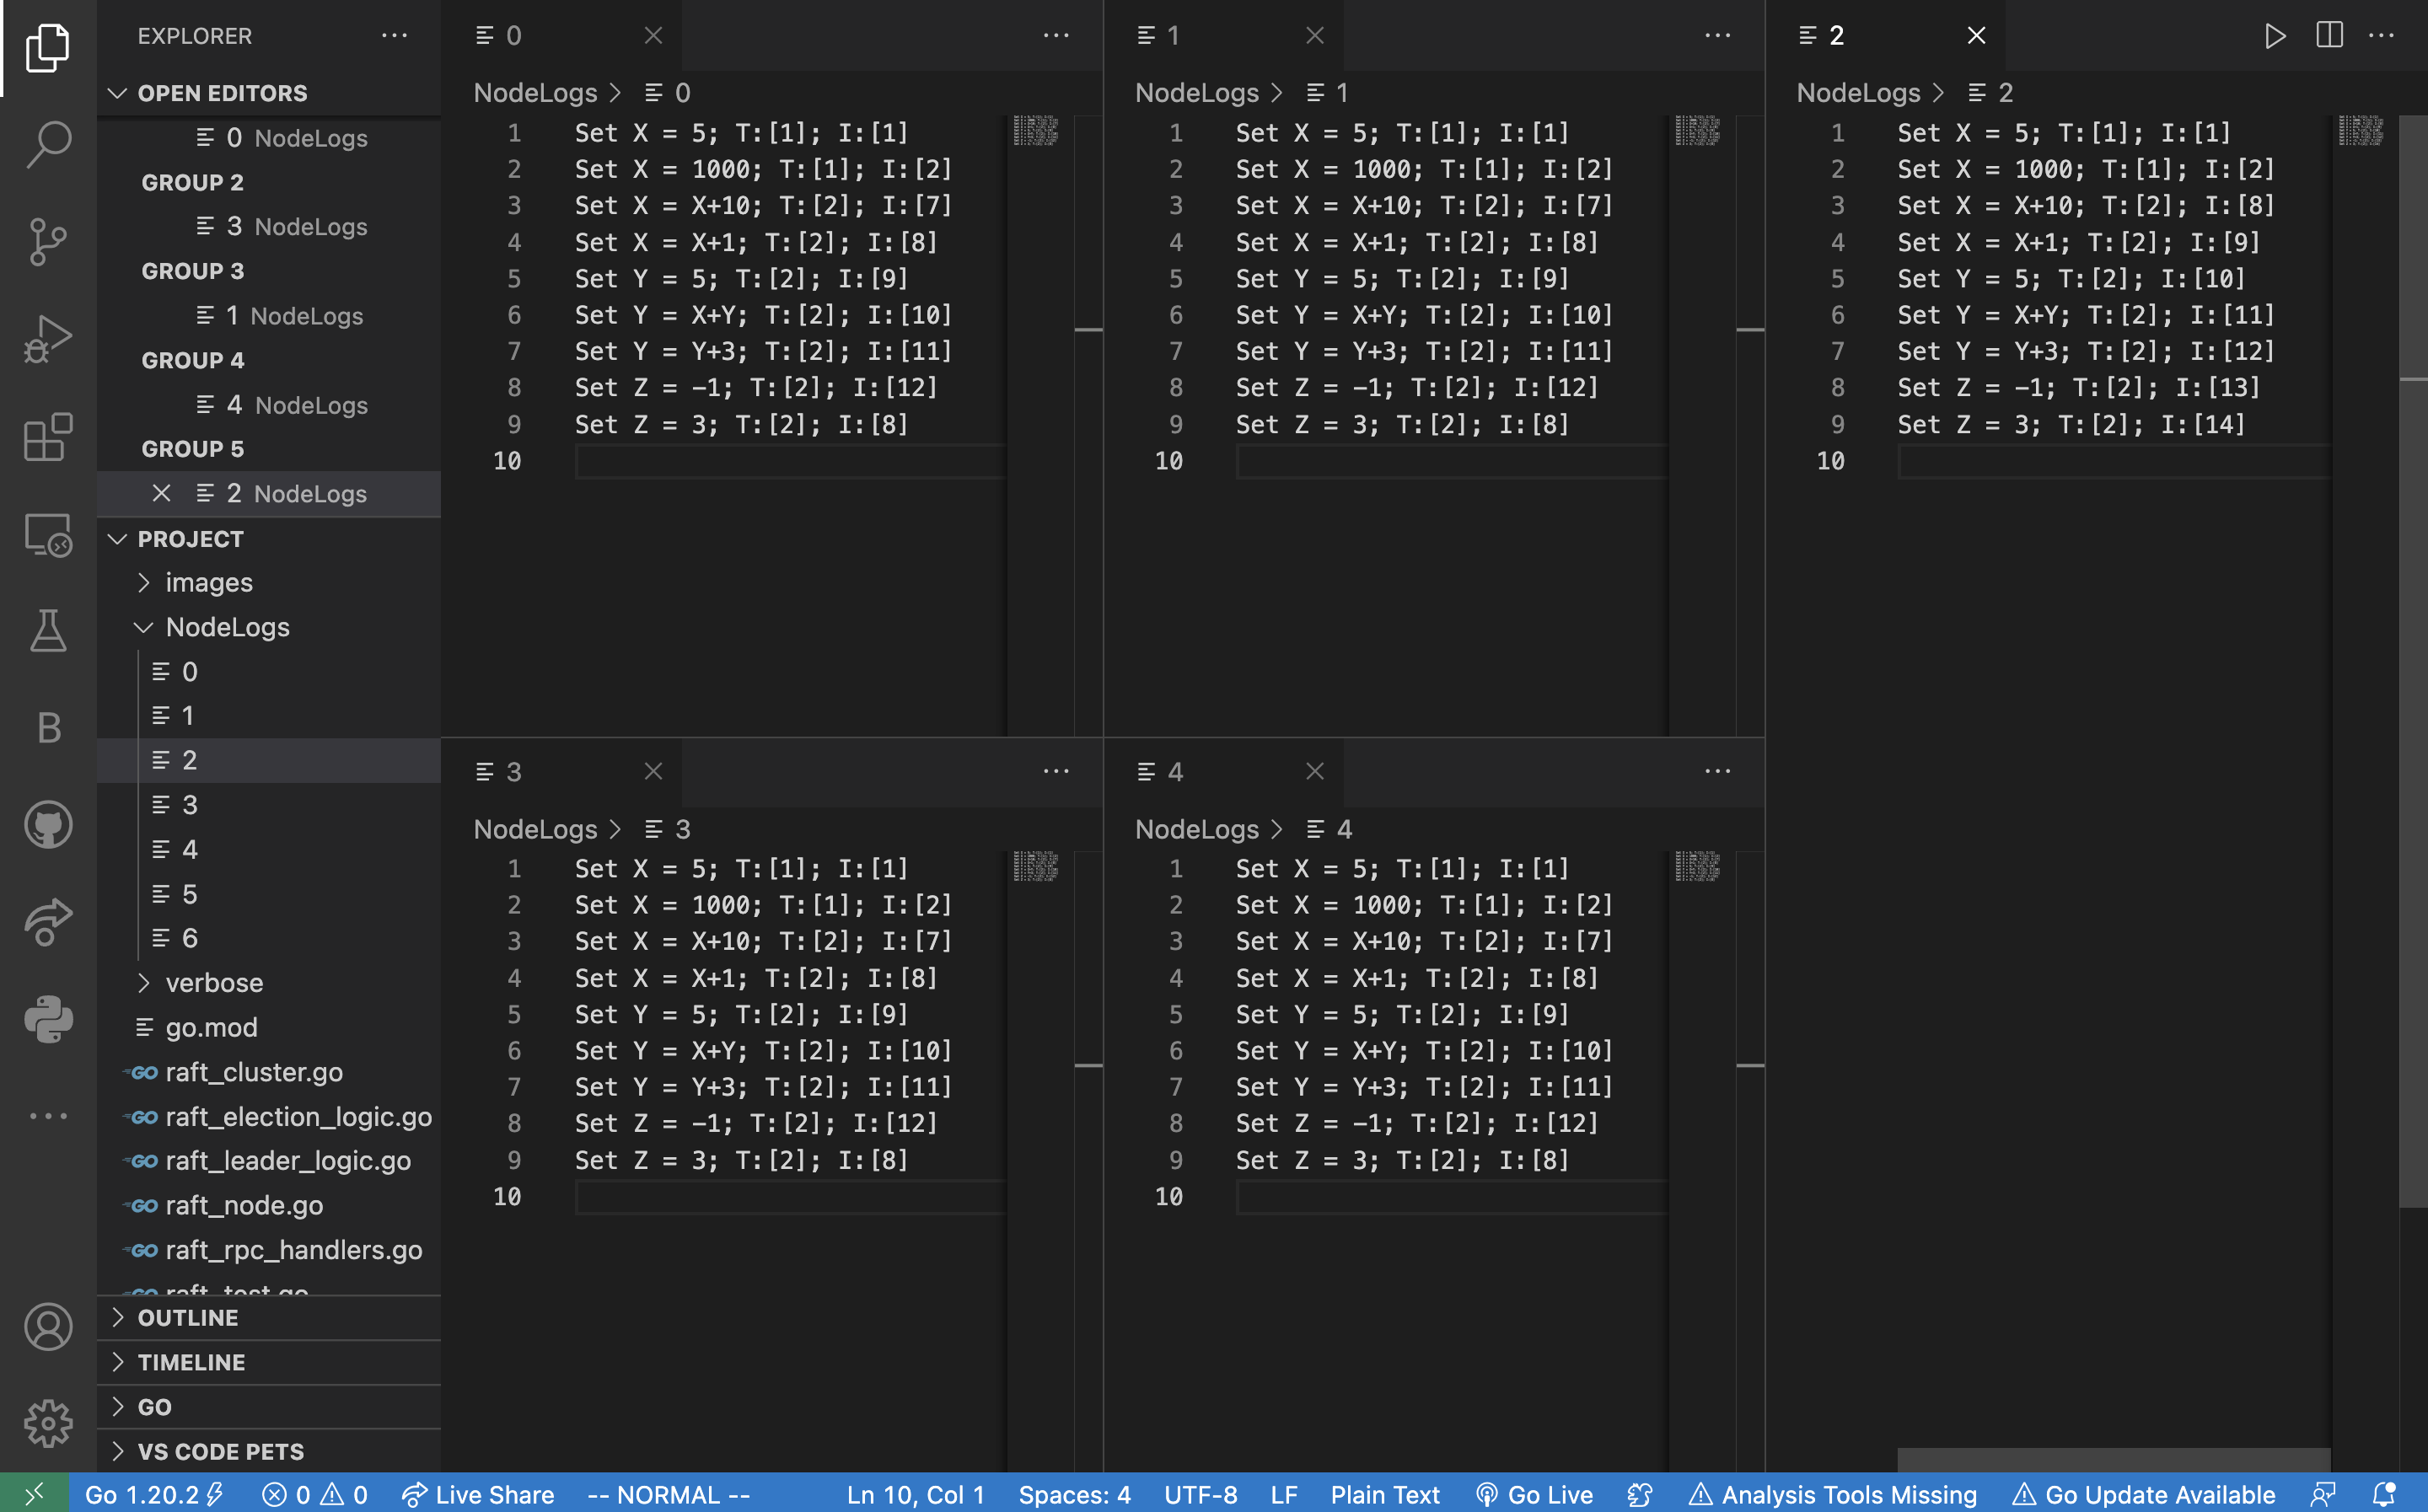 EXPLORER
OPEN EDITORS
0 NodeLogs
GROUP 2
3 NodeLogs
GROUP 3
1 NodeLogs
GROUP 4
4 NodeLogs
GROUP 5
2 NodeLogs
PROJECT
images
NodeLogs
0
1
2
3
4
5
6
verbose
go.mod
GO raft_cluster.go
GO raft_election_logic.go
GO raft_leader_logic.go
GO raft_node.go
GO raft_rpc_handlers.go
GO raft_test.go
OUTLINE
TIMELINE
GO
VS CODE PETS
B
0
NodeLogs > 0
1 Set X = 5; T:[1]; I:[1]
2 Set X = 1000; T:[1]; I:[2]
3 Set X = X+10; T:[2]; I:[7]
4 Set X = X+1; T:[2]; I:[8]
5 Set Y = 5; T:[2]; I:[9]
6 Set Y = X+Y; T:[2]; I:[10]
7 Set Y = Y+3; T:[2]; I:[11]
8 Set Z = -1; T:[2]; I:[12]
9 Set Z = 3; T:[2]; I:[8]
10
1
NodeLogs > 1
1 Set X = 5; T:[1]; I:[1]
2 Set X = 1000; T:[1]; I:[2]
3 Set X = X+10; T:[2]; I:[7]
4 Set X = X+1; T:[2]; I:[8]
5 Set Y = 5; T:[2]; I:[9]
6 Set Y = X+Y; T:[2]; I:[10]
7 Set Y = Y+3; T:[2]; I:[11]
8 Set Z = -1; T:[2]; I:[12]
9 Set Z = 3; T:[2]; I:[8]
10
2
NodeLogs > 2
1 Set X = 5; T:[1]; I:[1]
2 Set X = 1000; T:[1]; I:[2]
3 Set X = X+10; T:[2]; I:[8]
4 Set X = X+1; T:[2]; I:[9]
5 Set Y = 5; T:[2]; I:[10]
6 Set Y = X+Y; T:[2]; I:[11]
7 Set Y = Y+3; T:[2]; I:[12]
8 Set Z = -1; T:[2]; I:[13]
9 Set Z = 3; T:[2]; I:[14]
10
3
NodeLogs > 3
1 Set X = 5; T:[1]; I:[1]
2 Set X = 1000; T:[1]; I:[2]
3 Set X = X+10; T:[2]; I:[7]
4 Set X = X+1; T:[2]; I:[8]
5 Set Y = 5; T:[2]; I:[9]
6 Set Y = X+Y; T:[2]; I:[10]
7 Set Y = Y+3; T:[2]; I:[11]
8 Set Z = -1; T:[2]; I:[12]
9 Set Z = 3; T:[2]; I:[8]
10
4
NodeLogs > 4
1 Set X = 5; T:[1]; I:[1]
2 Set X = 1000; T:[1]; I:[2]
3 Set X = X+10; T:[2]; I:[7]
4 Set X = X+1; T:[2]; I:[8]
5 Set Y = 5; T:[2]; I:[9]
6 Set Y = X+Y; T:[2]; I:[10]
7 Set Y = Y+3; T:[2]; I:[11]
8 Set Z = -1; T:[2]; I:[12]
9 Set Z = 3; T:[2]; I:[8]
10
Go 1.20.2 0 0 Live Share -- NORMAL -- Ln 10, Col 1 Spaces: 4 UTF-8 LF Plain Text Go Live Analysis Tools Missing Go Update Available